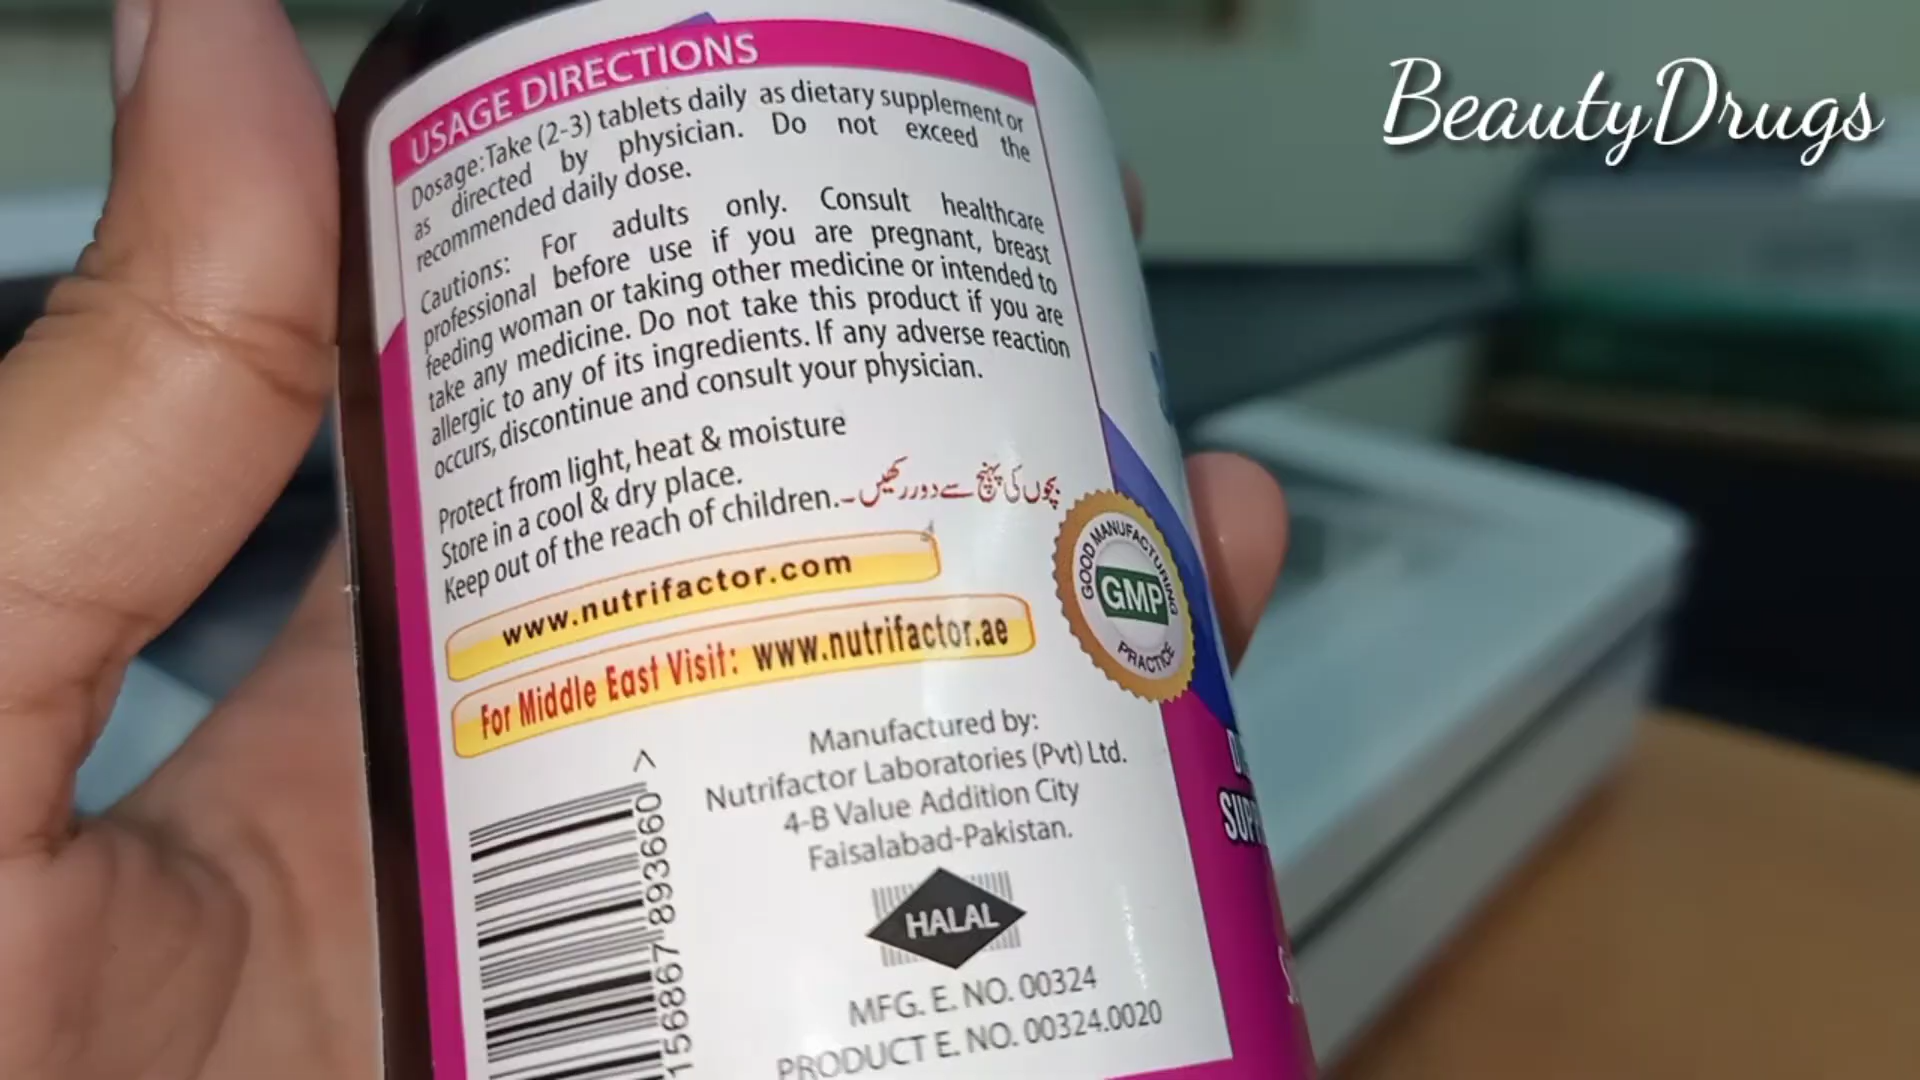 BeautyDrugs
USAGE DIRECTIONS
Dosage: Take (2-3) tablets daily as dietary supplement or
as directed by physician. Do not exceed the
recommended daily dose.
Cautions: For adults only. Consult healthcare
professional before use if you are pregnant, breast
feeding woman or taking other medicine or intended to
take any medicine. Do not take this product if you are
allergic to any of its ingredients. If any adverse reaction
occurs, discontinue and consult your physician.
Protect from light, heat & moisture
Store in a cool & dry place.
Keep out of the reach of children. بچوں کی پہنچ سے دور رکھیں۔
www.nutrifactor.com
For Middle East Visit: www.nutrifactor.ae
GOOD MANUFACTURING
GMP
PRACTICE
Manufactured by:
Nutrifactor Laboratories (Pvt) Ltd.
4-B Value Addition City
Faisalabad-Pakistan.
HALAL
MFG. E. NO. 00324
PRODUCT E. NO. 00324.0020
156867 893660 >